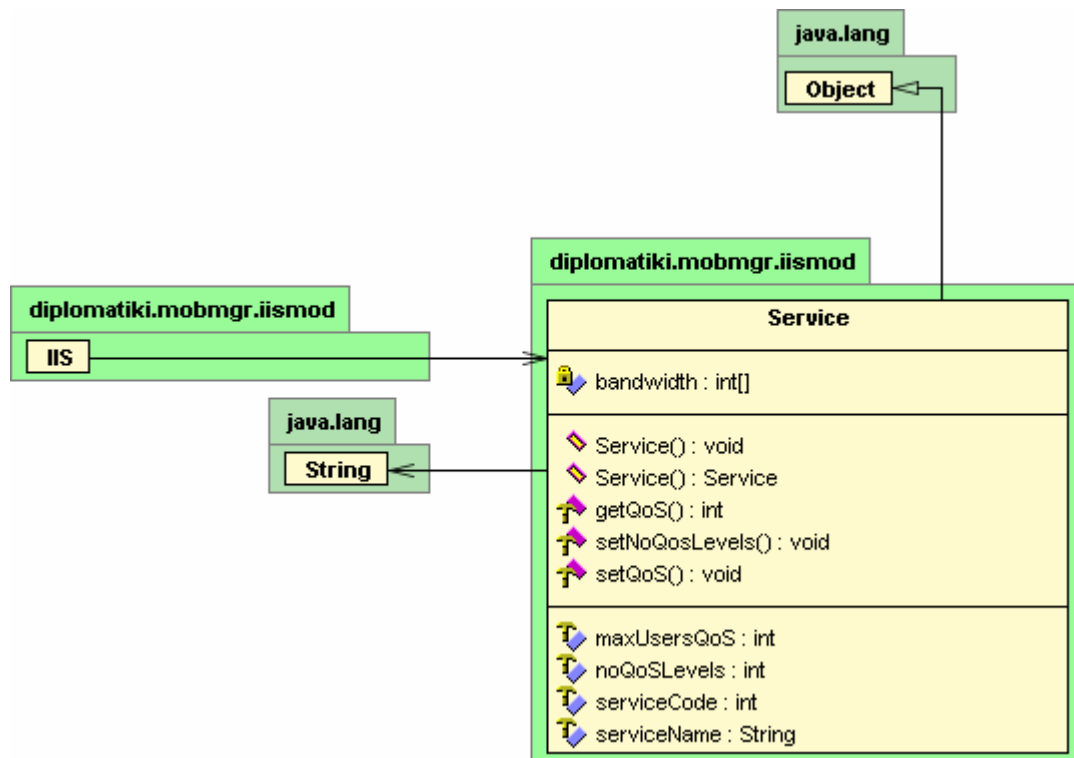 java.lang
Object
diplomatiki.mobmgr.iismod
Service
diplomatiki.mobmgr.iismod
IIS
bandwidth : int[]
java.lang
String
Service() : void
Service() : Service
getQoS() : int
setNoQosLevels() : void
setQoS() : void
maxUsersQoS : int
noQoSLevels : int
serviceCode : int
serviceName : String